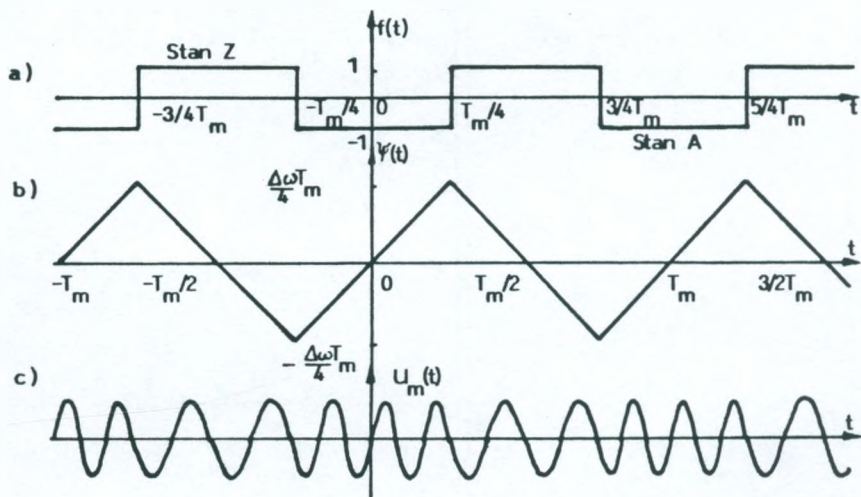 f(t)
Stan Z
a)
1
-3/4T_m
-T_m/4
0
T_m/4
3/4T_m
5/4T_m
t
-1
Stan A
ψ(t)
b)
ΔωT_m/4
t
-T_m
-T_m/2
0
T_m/2
T_m
3/2T_m
-ΔωT_m/4
c)
U_m(t)
t